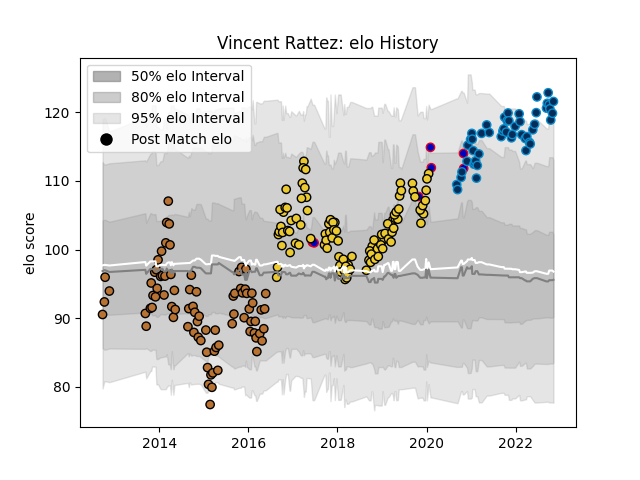 Vincent Rattez: elo History
50% elo Interval
80% elo Interval
95% elo Interval
Post Match elo
elo score
120
110
100
90
80
2014
2016
2018
2020
2022